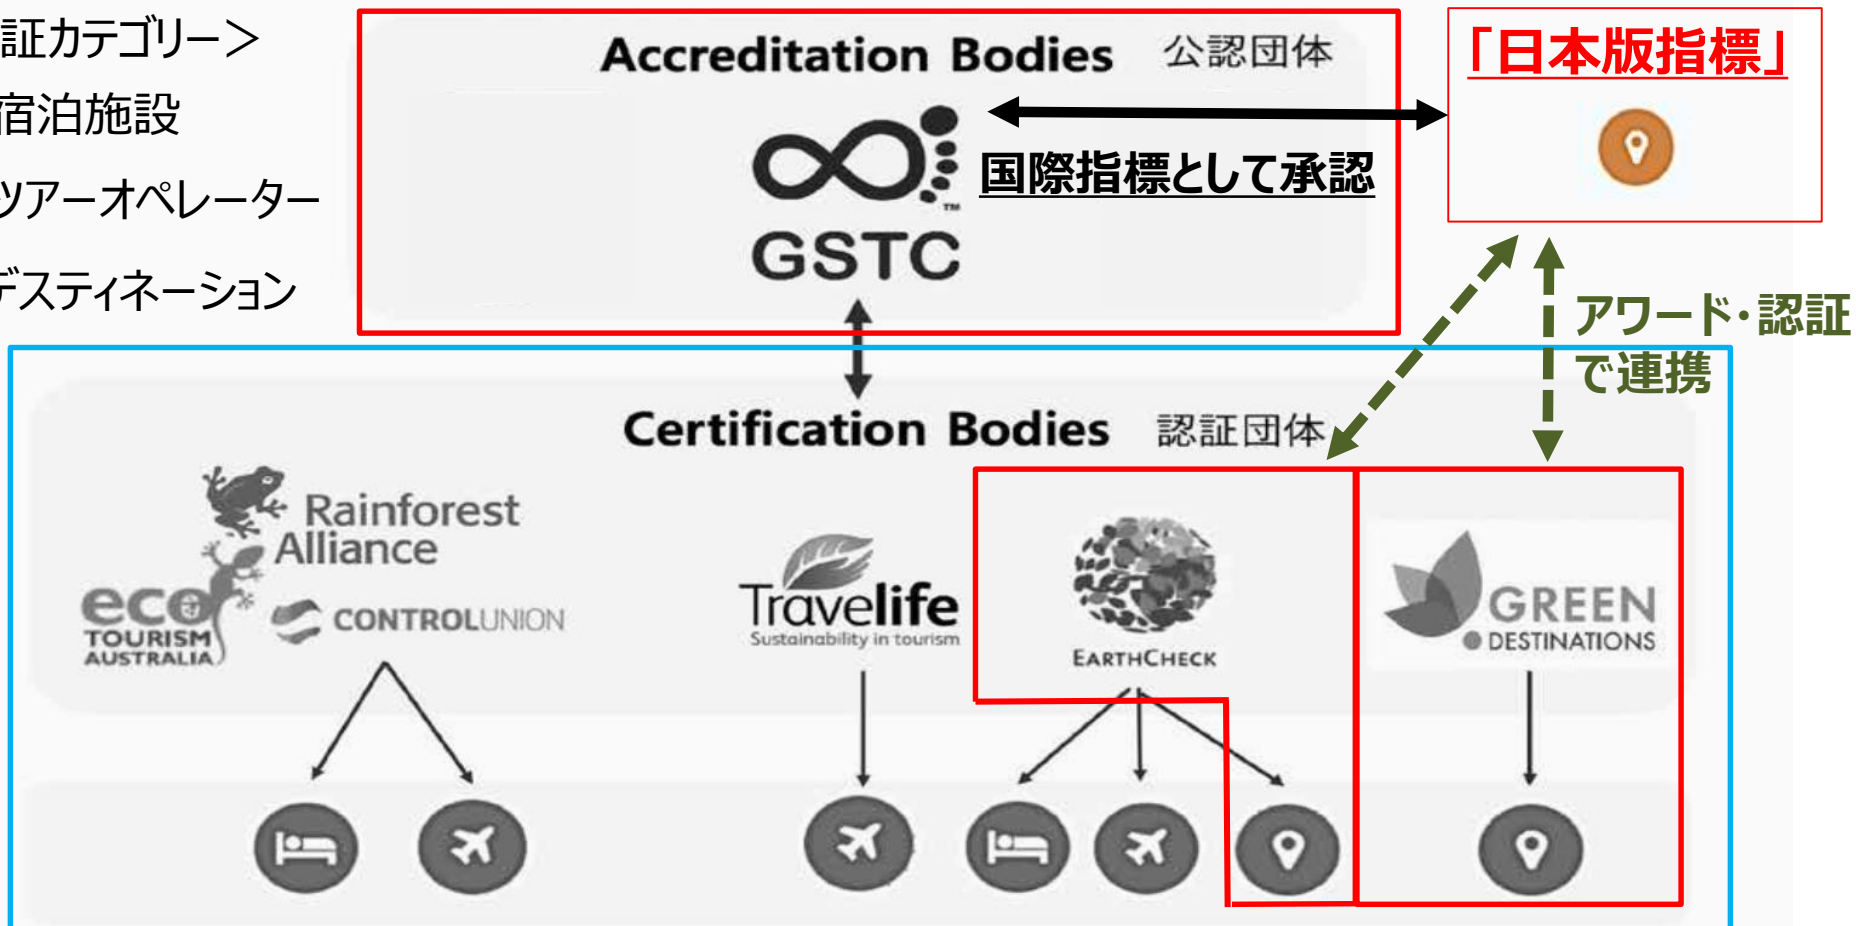 証カテゴリー＞
宿泊施設
ツアーオペレーター
デスティネーション
Accreditation Bodies 公認団体
GSTC
TM
国際指標として承認
「日本版指標」
アワード・認証
で連携
Certification Bodies 認証団体
Rainforest
Alliance
eco
TOURISM
AUSTRALIA
CONTROLUNION
Travelife
Sustainability in tourism
EARTHCHECK
GREEN
DESTINATIONS